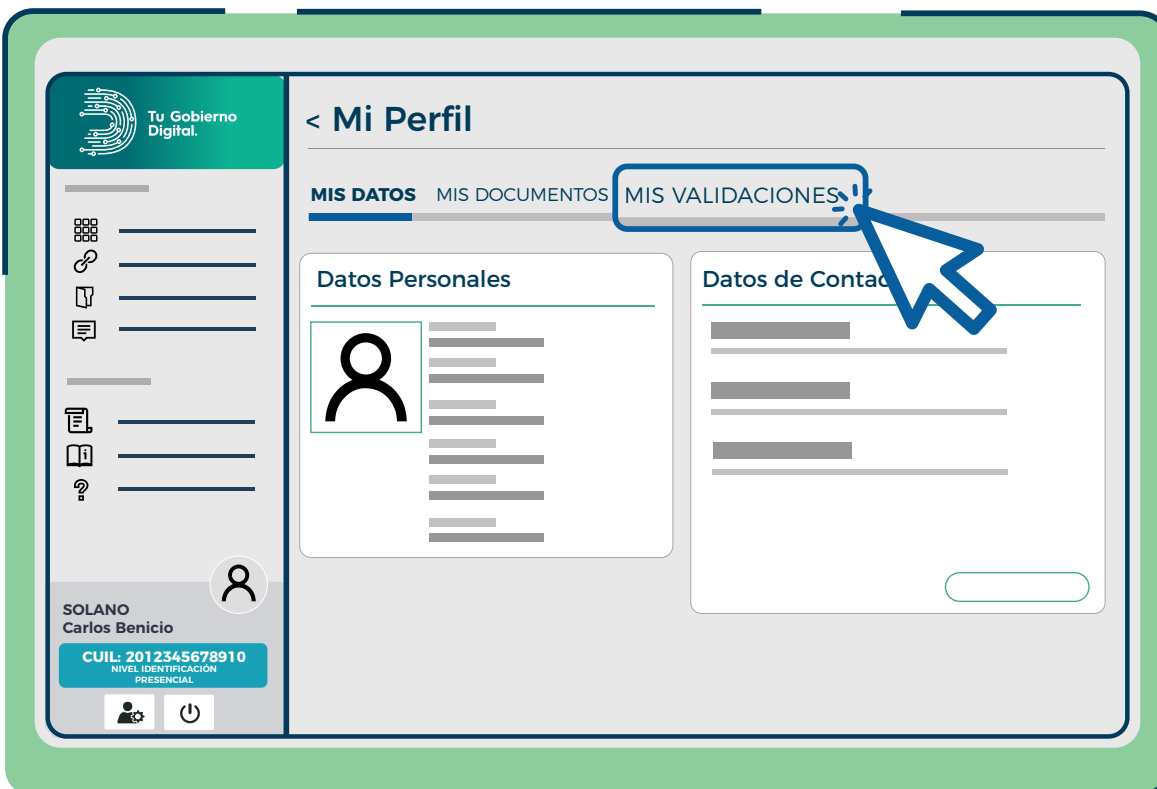 Tu Gobierno
Digital.
< Mi Perfil
MIS DATOS MIS DOCUMENTOS MIS VALIDACIONES
Datos Personales
Datos de Contac
SOLANO
Carlos Benicio
CUIL: 2012345678910
NIVEL IDENTIFICACIÓN
PRESENCIAL